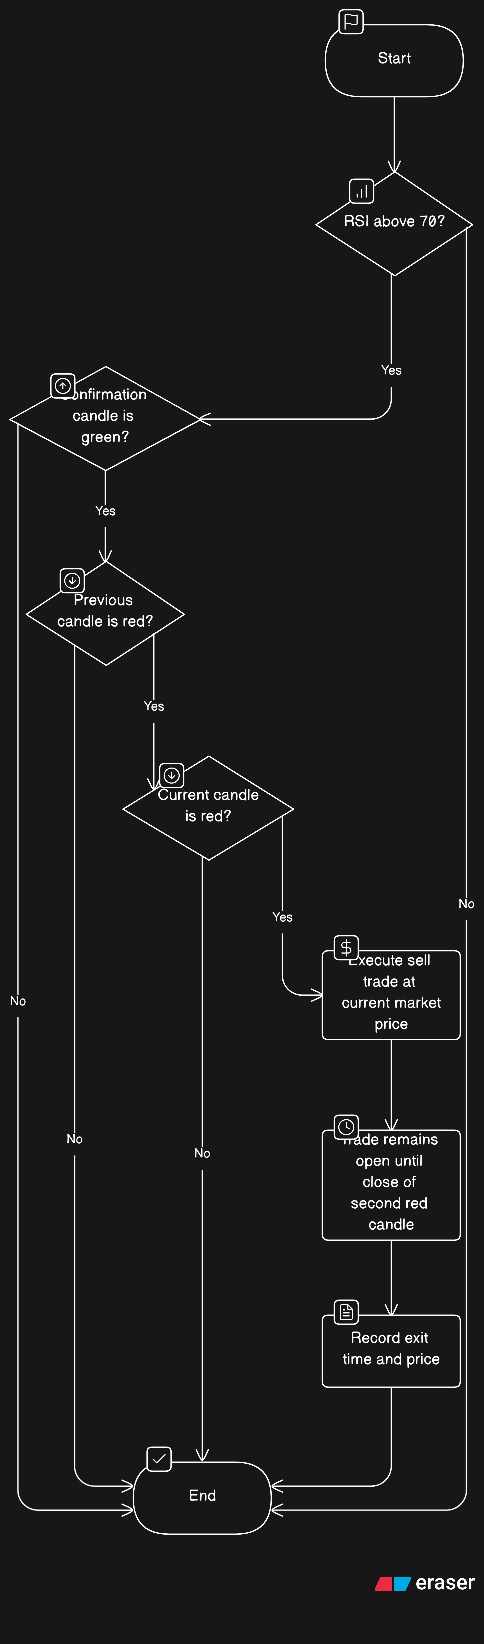 Start
RSI above 70?
Yes
Confirmation
candle is
green?
Yes
Previous
candle is red?
Yes
Current candle
is red?
Yes
No
Execute sell
trade at
current market
price
No
No
No
Trade remains
open until
close of
second red
candle
Record exit
time and price
End
eraser